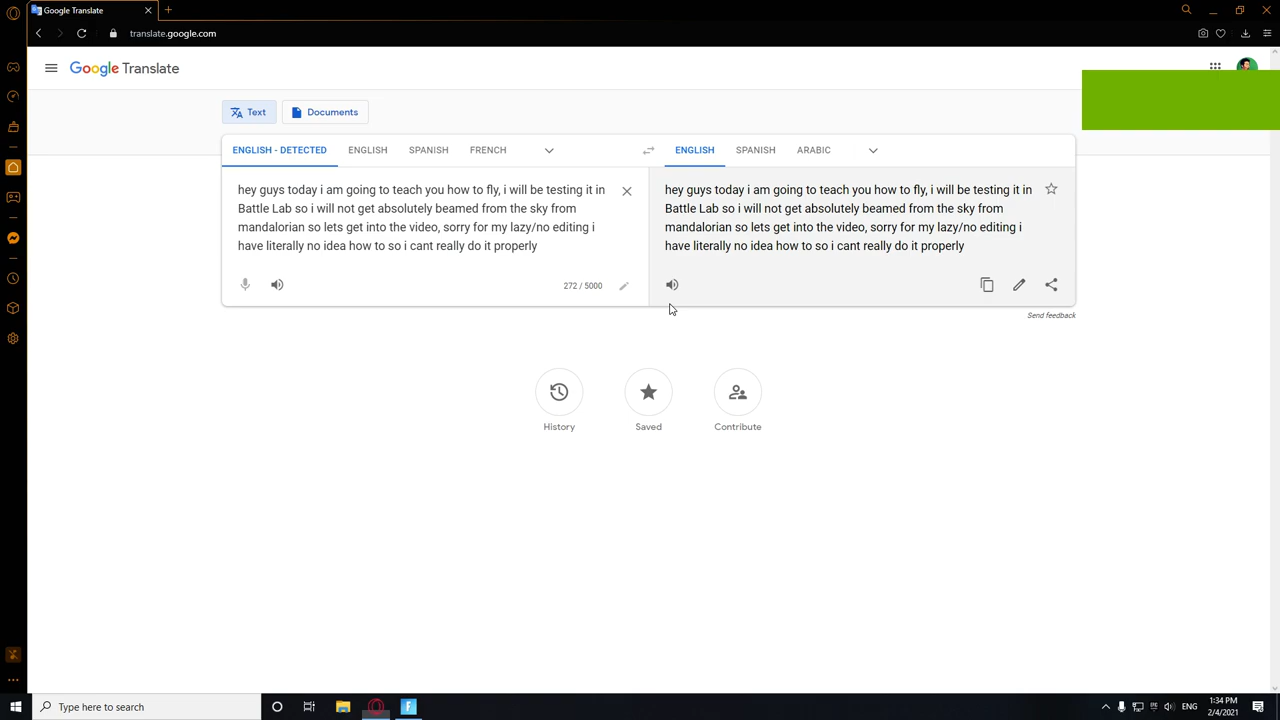 Google Translate
translate.google.com
Google Translate
Text
Documents
ENGLISH - DETECTED
ENGLISH
SPANISH
FRENCH
ENGLISH
SPANISH
ARABIC
hey guys today i am going to teach you how to fly, i will be testing it in
Battle Lab so i will not get absolutely beamed from the sky from
mandalorian so lets get into the video, sorry for my lazy/no editing i
have literally no idea how to so i cant really do it properly
272 / 5000
hey guys today i am going to teach you how to fly, i will be testing it in
Battle Lab so i will not get absolutely beamed from the sky from
mandalorian so lets get into the video, sorry for my lazy/no editing i
have literally no idea how to so i cant really do it properly
Send feedback
History
Saved
Contribute
Type here to search
ENG
1:34 PM
2/4/2021